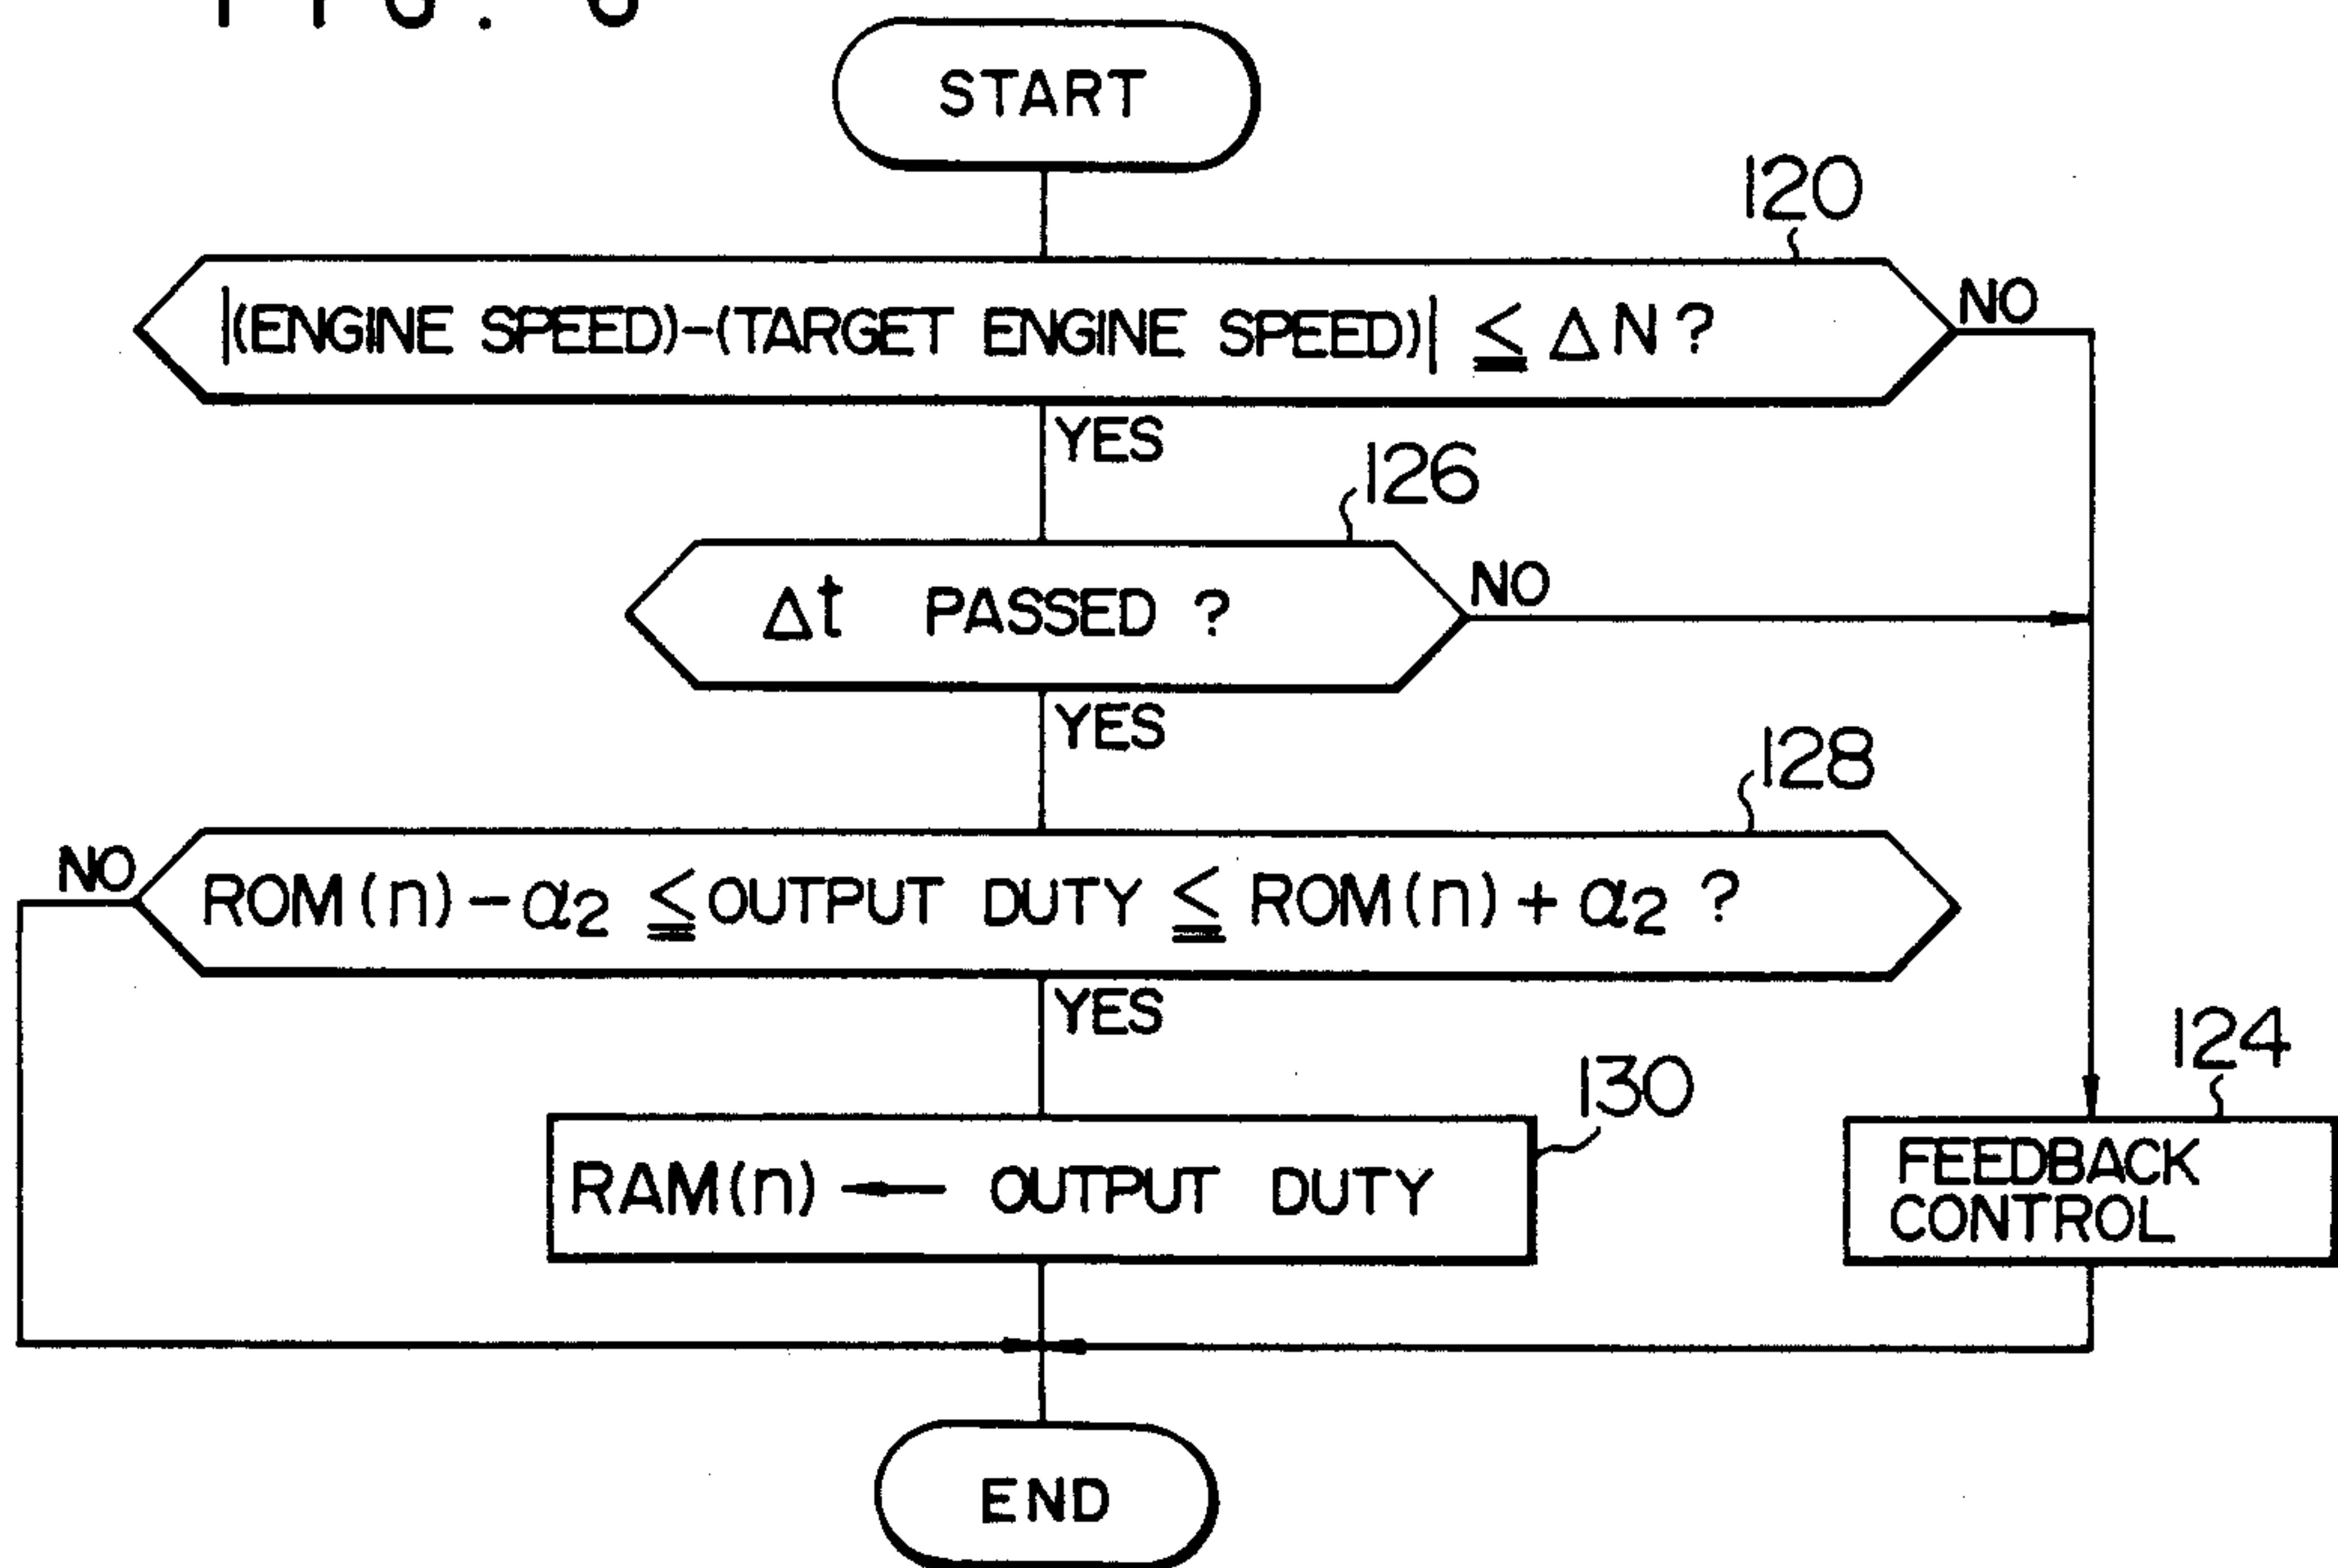 START
120
|(ENGINE SPEED)-(TARGET ENGINE SPEED)| ≦ ΔN ?
NO
YES
126
Δt PASSED ?
NO
YES
128
NO
ROM(n) - α2 ≦ OUTPUT DUTY ≦ ROM(n) + α2 ?
YES
130
124
RAM(n) ← OUTPUT DUTY
FEEDBACK
CONTROL
END